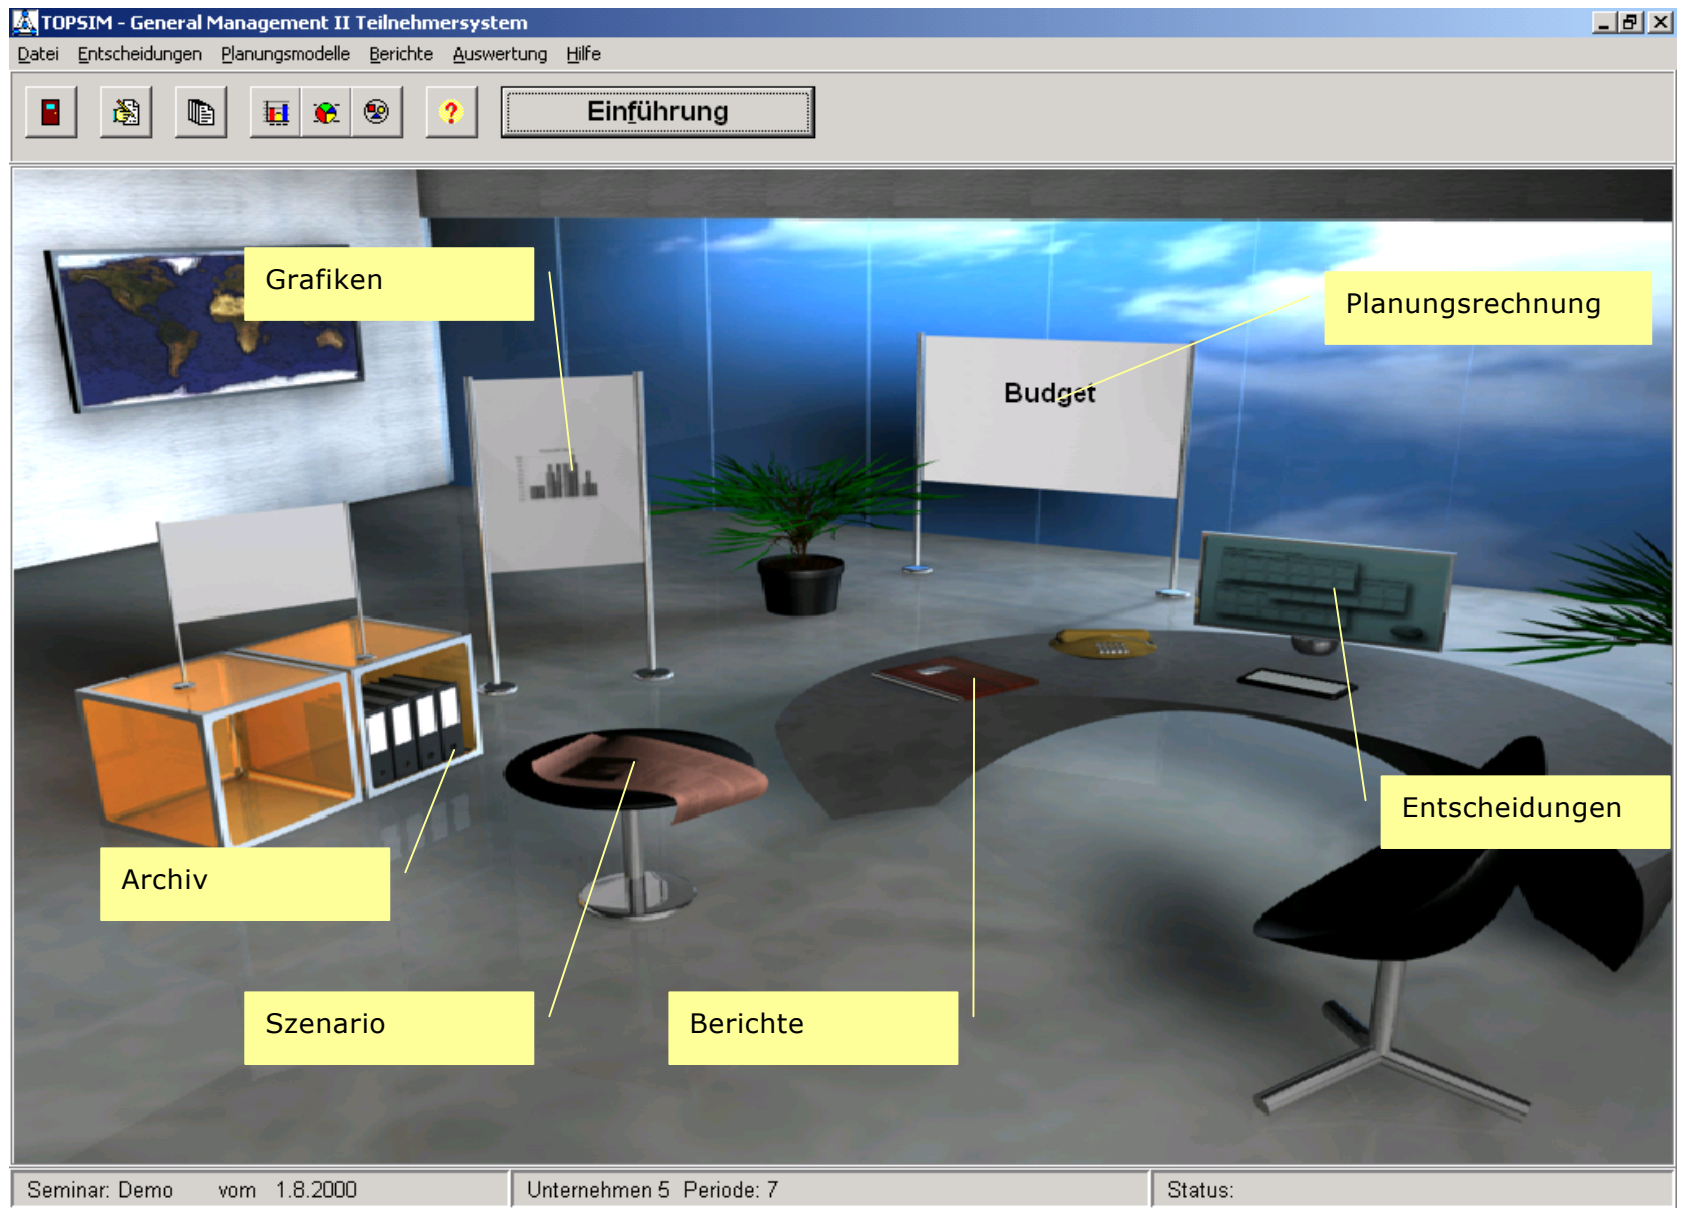 TOPSIM - General Management II Teilnehmersystem
Datei Entscheidungen Planungsmodelle Berichte Auswertung Hilfe
Einführung
Grafiken
Planungsrechnung
Budget
Entscheidungen
Archiv
Szenario
Berichte
Seminar: Demo vom 1.8.2000
Unternehmen 5 Periode: 7
Status: